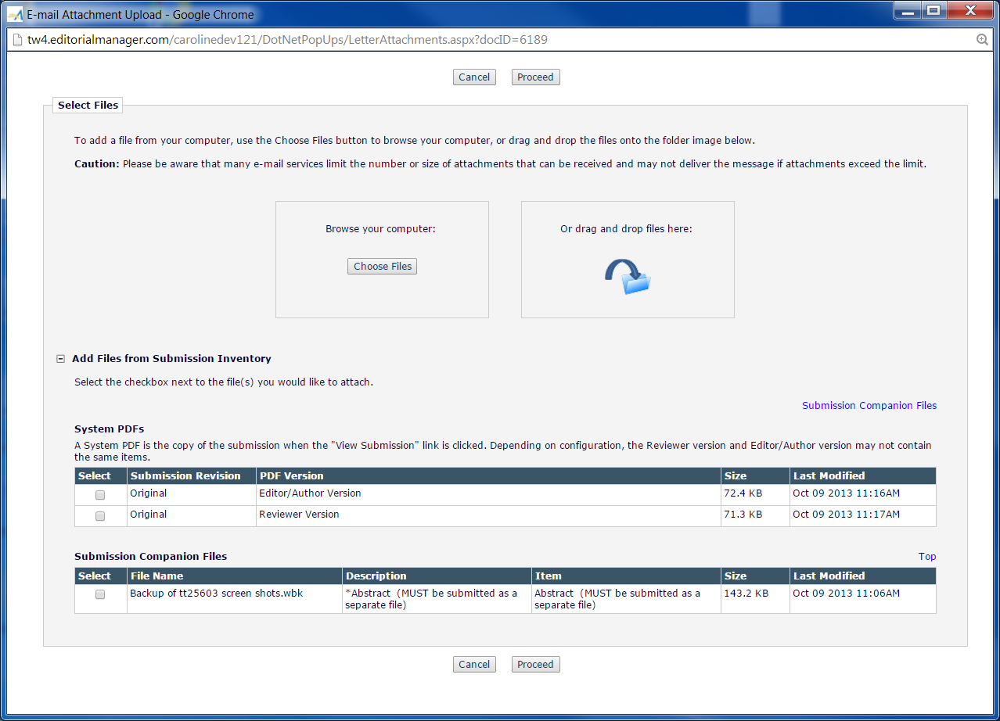 E-mail Attachment Upload - Google Chrome
tw4.editorialmanager.com/carolinedev121/DotNetPopUps/LetterAttachments.aspx?docID=6189
Cancel Proceed
Select Files
To add a file from your computer, use the Choose Files button to browse your computer, or drag and drop the files onto the folder image below.
Caution: Please be aware that many e-mail services limit the number or size of attachments that can be received and may not deliver the message if attachments exceed the limit.
Browse your computer:
Choose Files
Or drag and drop files here:
Add Files from Submission Inventory
Select the checkbox next to the file(s) you would like to attach.
Submission Companion Files
System PDFs
A System PDF is the copy of the submission when the "View Submission" link is clicked. Depending on configuration, the Reviewer version and Editor/Author version may not contain
the same items.
Select Submission Revision PDF Version Size Last Modified
Original Editor/Author Version 72.4 KB Oct 09 2013 11:16AM
Original Reviewer Version 71.3 KB Oct 09 2013 11:17AM
Submission Companion Files Top
Select File Name Description Item Size Last Modified
Backup of tt25603 screen shots.wbk *Abstract (MUST be submitted as a Abstract (MUST be submitted as a 143.2 KB Oct 09 2013 11:06AM
separate file) separate file)
Cancel Proceed